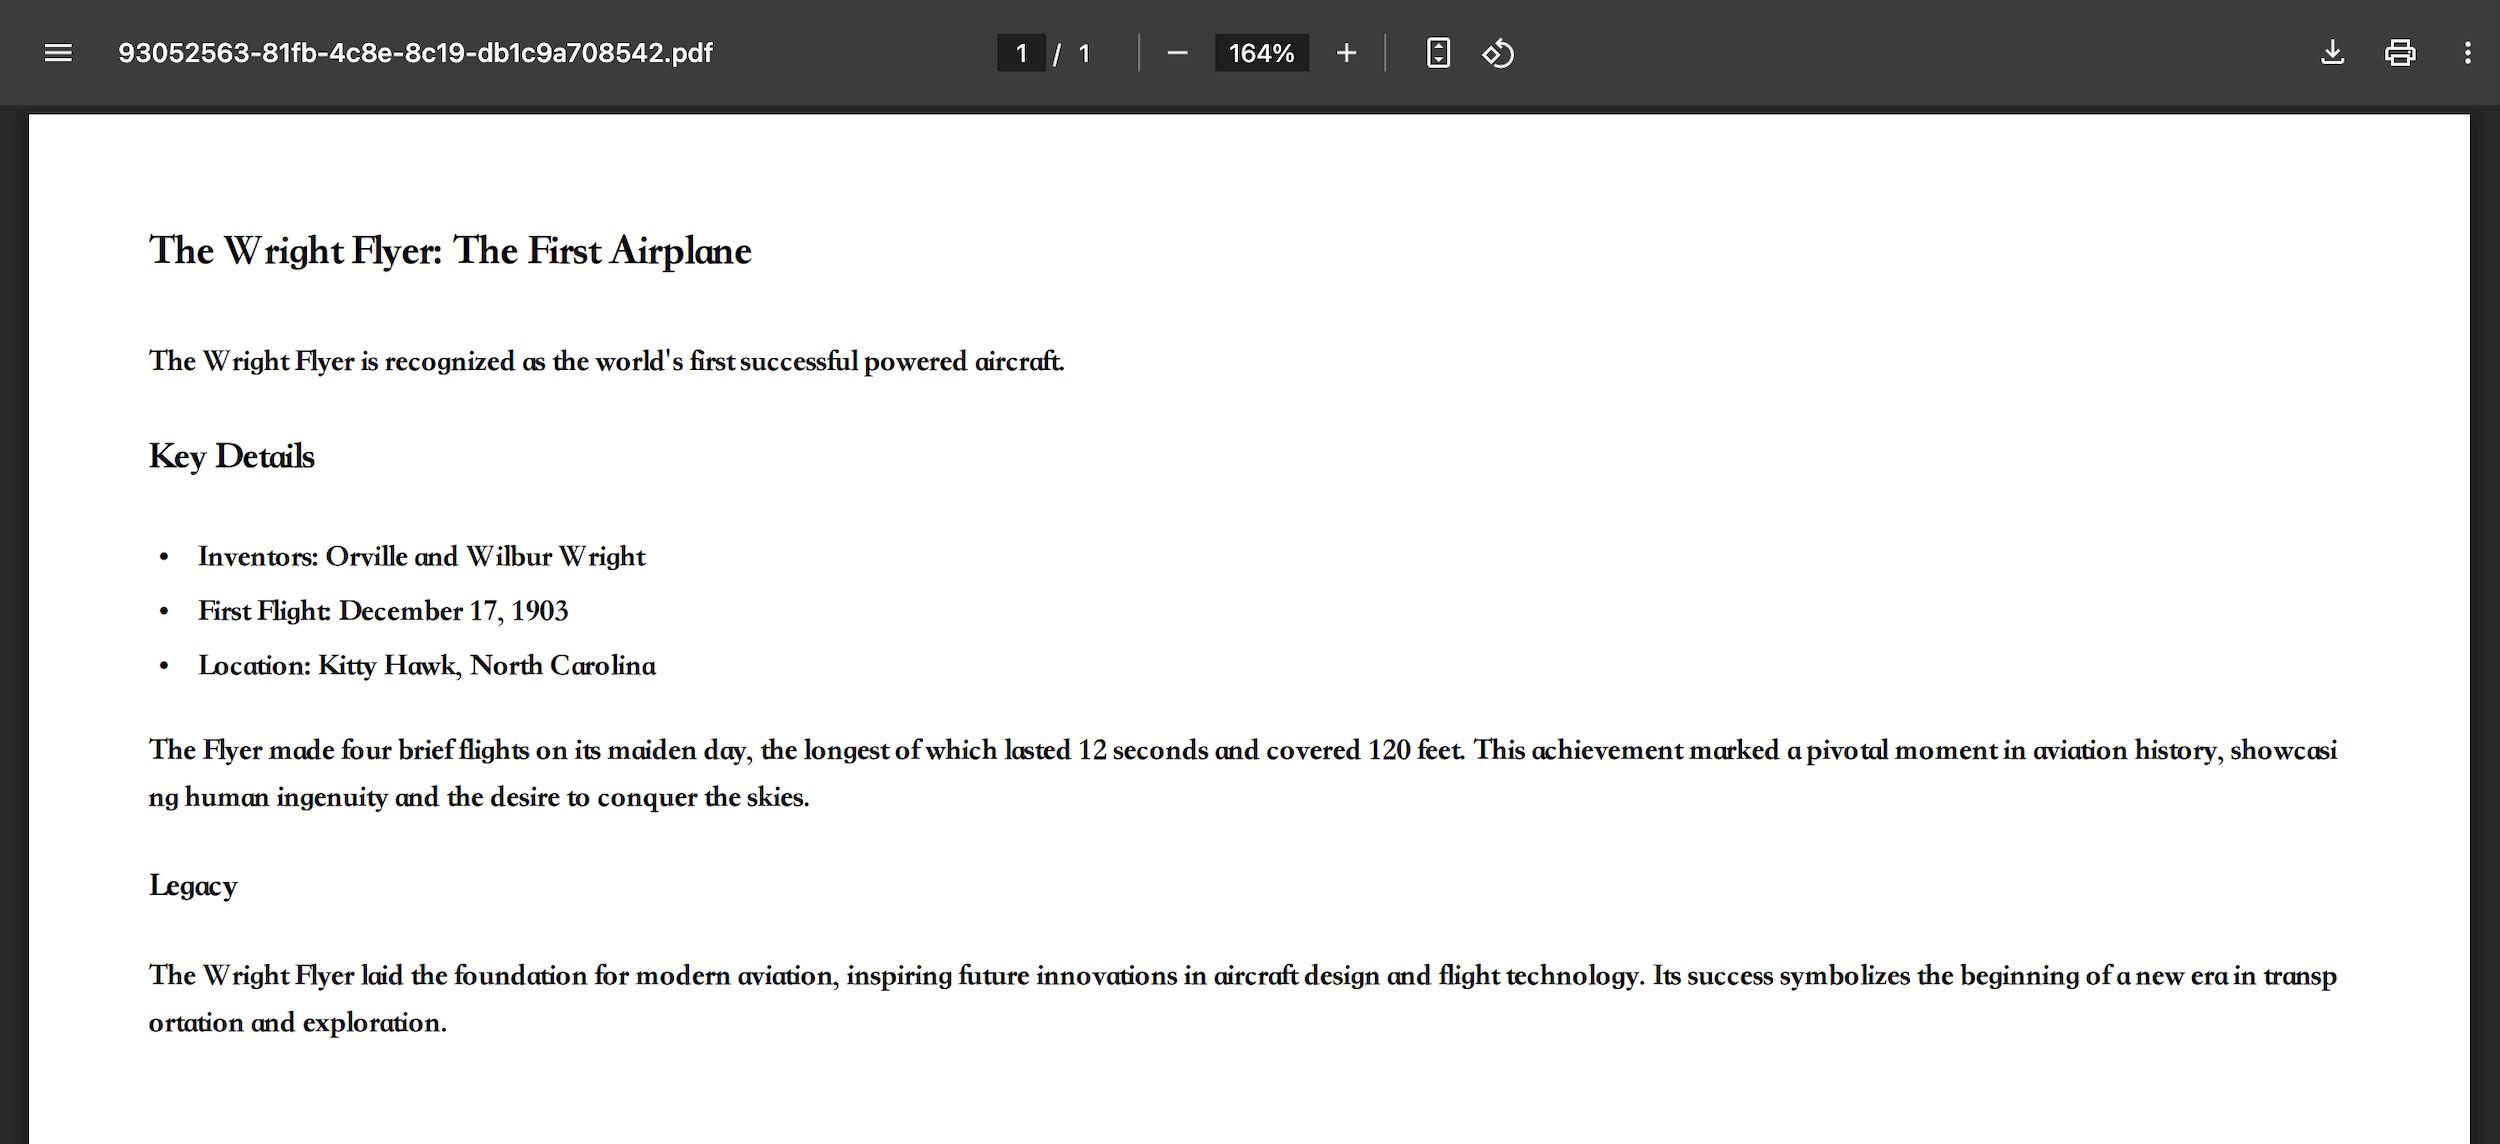 93052563-81fb-4c8e-8c19-db1c9a708542.pdf
1 / 1
164%
The Wright Flyer: The First Airplane
The Wright Flyer is recognized as the world's first successful powered aircraft.
Key Details
• Inventors: Orville and Wilbur Wright
• First Flight: December 17, 1903
• Location: Kitty Hawk, North Carolina
The Flyer made four brief flights on its maiden day, the longest of which lasted 12 seconds and covered 120 feet. This achievement marked a pivotal moment in aviation history, showcasi
ng human ingenuity and the desire to conquer the skies.
Legacy
The Wright Flyer laid the foundation for modern aviation, inspiring future innovations in aircraft design and flight technology. Its success symbolizes the beginning of a new era in transp
ortation and exploration.